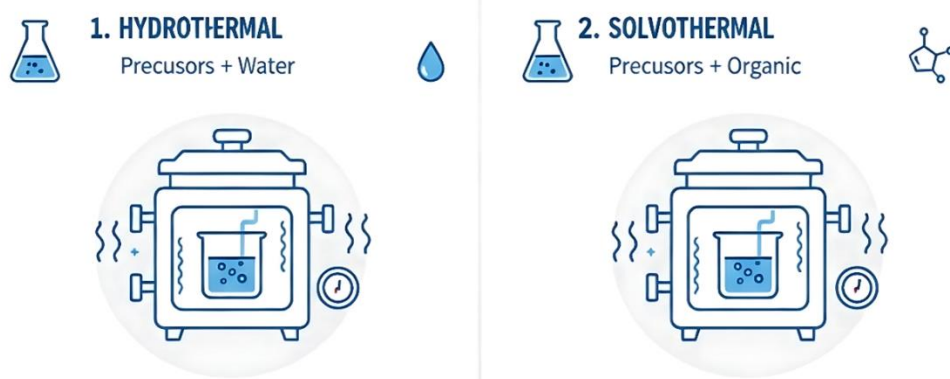 1. HYDROTHERMAL
Precusors + Water
2. SOLVOTHERMAL
Precusors + Organic